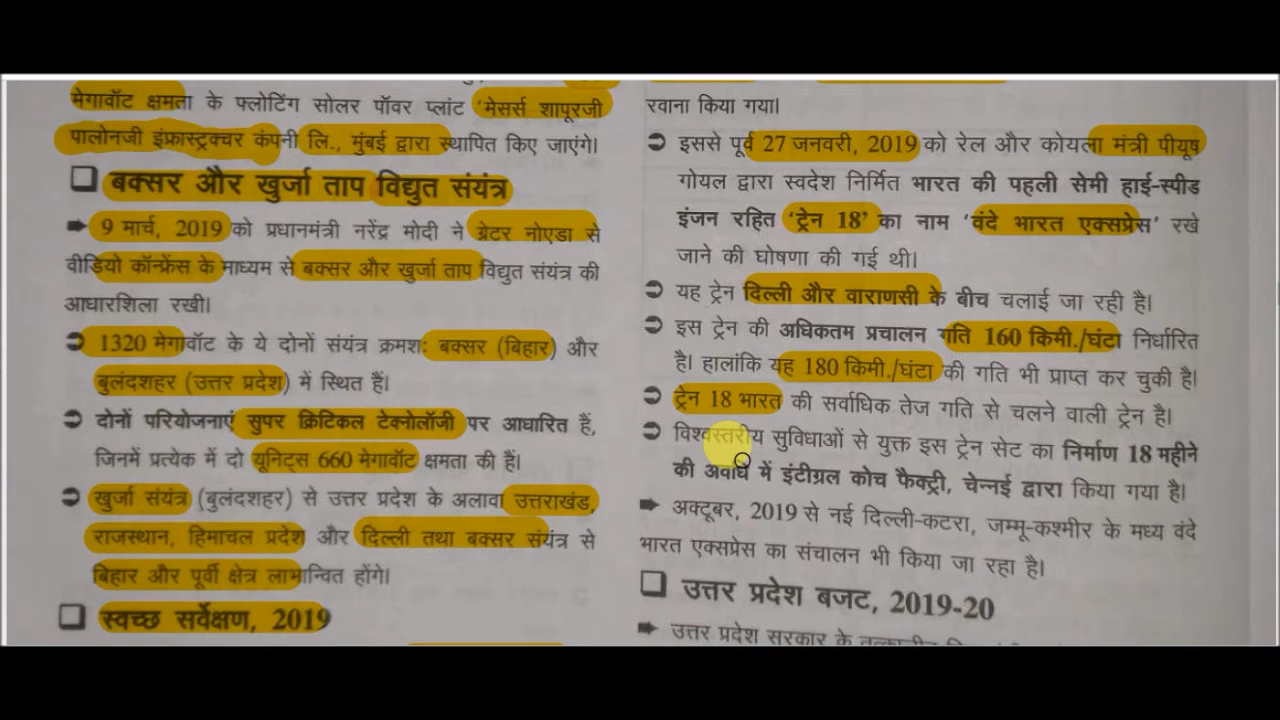 मेगावॉट क्षमता के फ्लोटिंग सोलर पॉवर प्लांट 'मेसर्स शापूरजी
पालोनजी इंफ्रास्ट्रक्चर कंपनी लि., मुंबई द्वारा स्थापित किए जाएंगे।
❑ बक्सर और खुर्जा ताप विद्युत संयंत्र
➡ 9 मार्च, 2019 को प्रधानमंत्री नरेंद्र मोदी ने ग्रेटर नोएडा से
वीडियो कॉन्फ्रेंस के माध्यम से बक्सर और खुर्जा ताप विद्युत संयंत्र की
आधारशिला रखी।
➲ 1320 मेगावॉट के ये दोनों संयंत्र क्रमशः बक्सर (बिहार) और
बुलंदशहर (उत्तर प्रदेश) में स्थित हैं।
➲ दोनों परियोजनाएं सुपर क्रिटिकल टेक्नोलॉजी पर आधारित हैं,
जिनमें प्रत्येक में दो यूनिट्स 660 मेगावॉट क्षमता की हैं।
➲ खुर्जा संयंत्र (बुलंदशहर) से उत्तर प्रदेश के अलावा उत्तराखंड,
राजस्थान, हिमाचल प्रदेश और दिल्ली तथा बक्सर संयंत्र से
बिहार और पूर्वी क्षेत्र लाभान्वित होंगे।
❑ स्वच्छ सर्वेक्षण, 2019
रवाना किया गया।
➲ इससे पूर्व 27 जनवरी, 2019 को रेल और कोयला मंत्री पीयूष
गोयल द्वारा स्वदेश निर्मित भारत की पहली सेमी हाई-स्पीड
इंजन रहित 'ट्रेन 18' का नाम 'वंदे भारत एक्सप्रेस' रखे
जाने की घोषणा की गई थी।
➲ यह ट्रेन दिल्ली और वाराणसी के बीच चलाई जा रही है।
➲ इस ट्रेन की अधिकतम प्रचालन गति 160 किमी./घंटा निर्धारित
है। हालांकि यह 180 किमी./घंटा की गति भी प्राप्त कर चुकी है।
➲ ट्रेन 18 भारत की सर्वाधिक तेज गति से चलने वाली ट्रेन है।
➲ विश्वस्तरीय सुविधाओं से युक्त इस ट्रेन सेट का निर्माण 18 महीने
की अवधि में इंटीग्रल कोच फैक्ट्री, चेन्नई द्वारा किया गया है।
➡ अक्टूबर, 2019 से नई दिल्ली-कटरा, जम्मू-कश्मीर के मध्य वंदे
भारत एक्सप्रेस का संचालन भी किया जा रहा है।
❑ उत्तर प्रदेश बजट, 2019-20
➡ उत्तर प्रदेश सरकार के